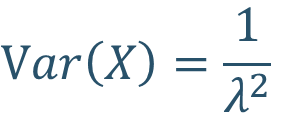 Var(X) = 1/λ²